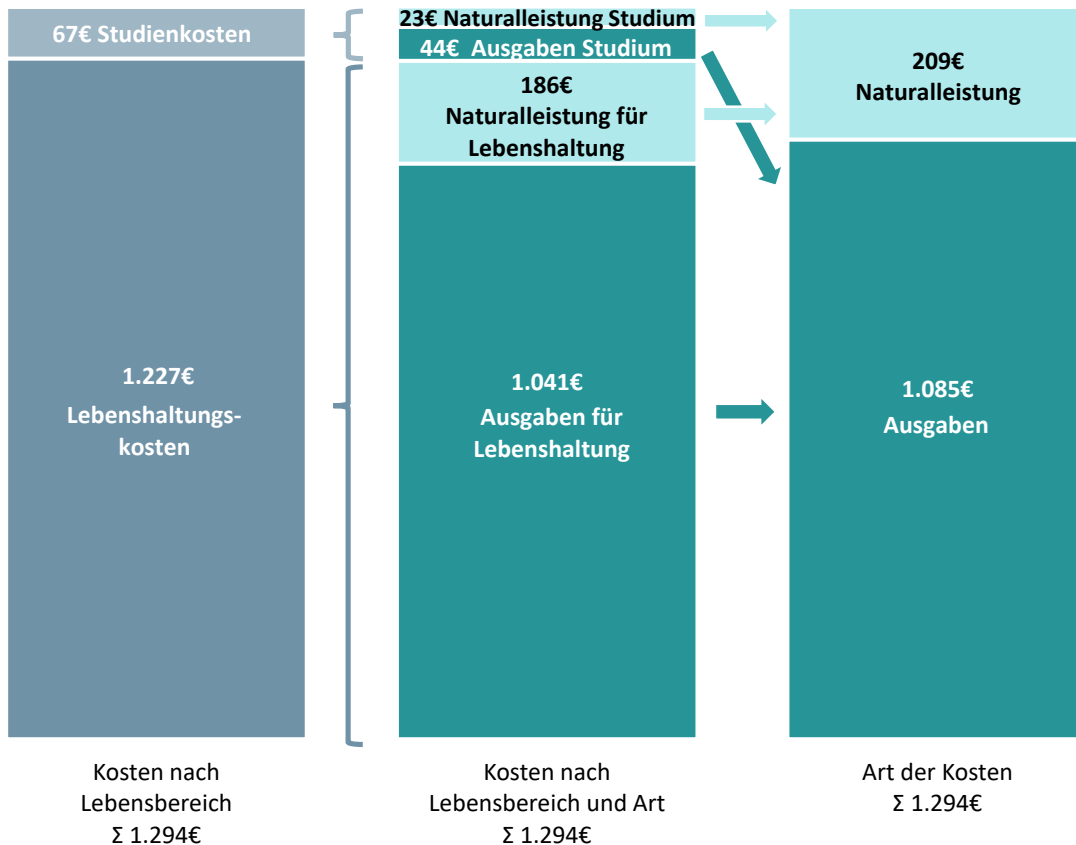 67€ Studienkosten
1.227€
Lebenshaltungs-
kosten
Kosten nach
Lebensbereich
Σ 1.294€
23€ Naturalleistung Studium
44€ Ausgaben Studium
186€
Naturalleistung für
Lebenshaltung
1.041€
Ausgaben für
Lebenshaltung
Kosten nach
Lebensbereich und Art
Σ 1.294€
209€
Naturalleistung
1.085€
Ausgaben
Art der Kosten
Σ 1.294€